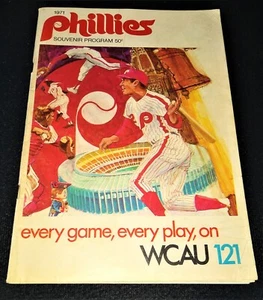 1971
phillies
SOUVENIR PROGRAM 50¢
P
every game, every play, on
WCAU 121